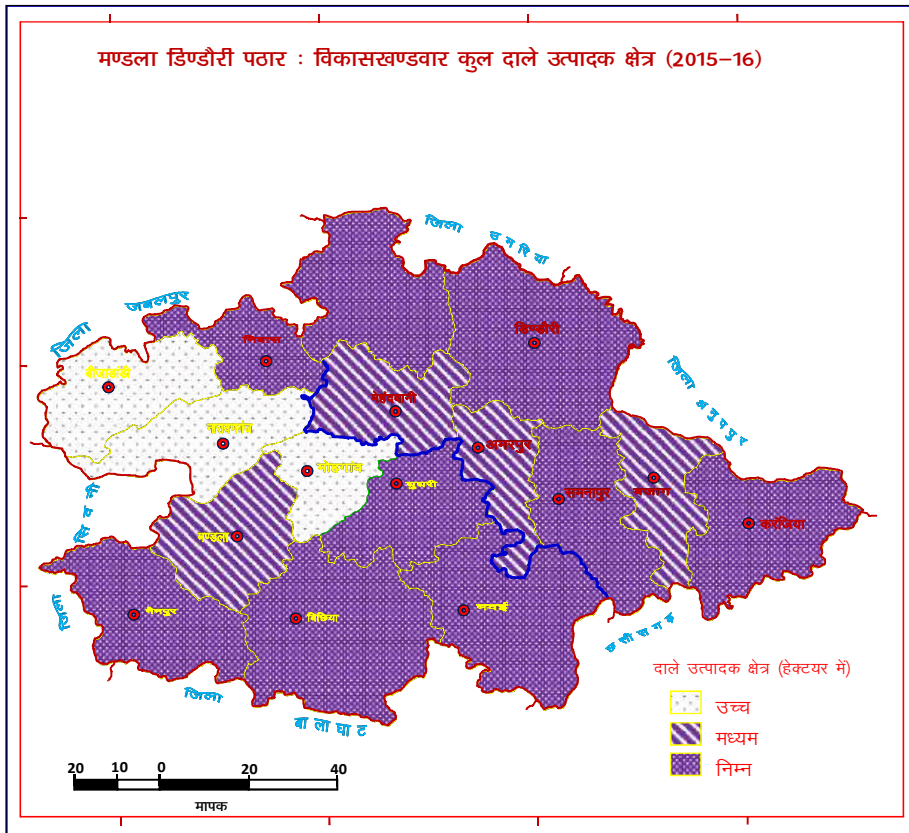 मण्डला डिण्डौरी पठार : विकासखण्डवार कुल दाले उत्पादक क्षेत्र (2015–16)
जिला उमरिया
जिला जबलपुर
डिण्डौरी
निवास
बीजाडांडी
मेहंदवानी
जिला अनुपपुर
नारायणगंज
अमरपुर
मोहगांव
घुघरी
समनापुर
बजाग
करंजिया
मण्डला
जिला सिवनी
नैनपुर
बिछिया
मवई
छत्तीसगढ़
जिला बालाघाट
दाले उत्पादक क्षेत्र (हेक्टयर में)
उच्च
मध्यम
निम्न
20 10 0 20 40
मापक